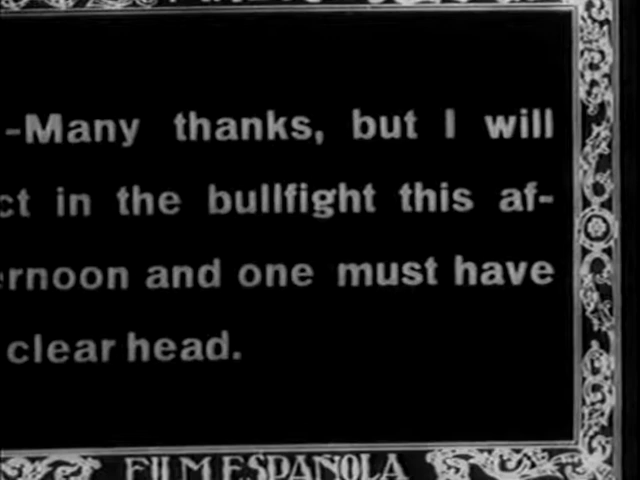 -Many thanks, but I will
ct in the bullfight this af-
ernoon and one must have
clear head.
FILM ESPAÑOLA